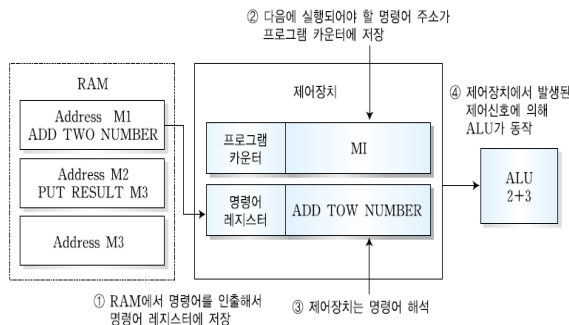 ② 다음에 실행되어야 할 명령어 주소가
프로그램 카운터에 저장
RAM
Address M1
ADD TWO NUMBER
Address M2
PUT RESULT M3
Address M3
제어장치
프로그램
카운터
MI
명령어
레지스터
ADD TOW NUMBER
④ 제어장치에서 발생된
제어신호에 의해
ALU가 동작
ALU
2+3
① RAM에서 명령어를 인출해서
명령어 레지스터에 저장
③ 제어장치는 명령어 해석